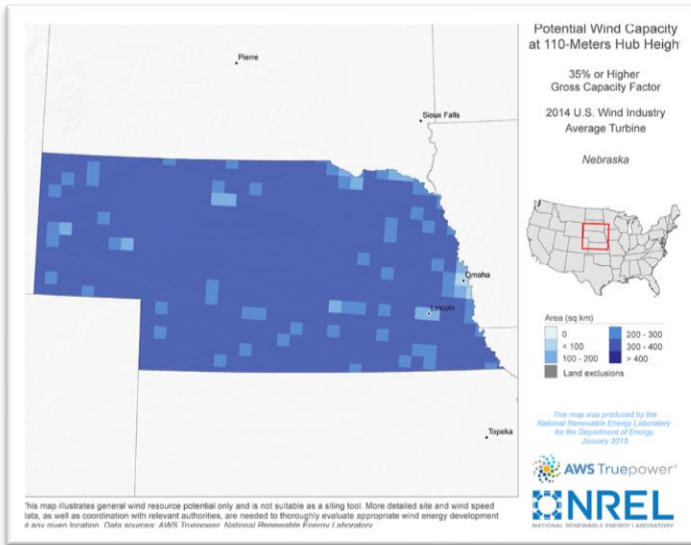 Potential Wind Capacity
at 110-Meters Hub Heigh
35% or Higher
Gross Capacity Factor
2014 U.S. Wind Industry
Average Turbine
Nebraska
Pierre
Sioux Falls
Omaha
Lincoln
Topeka
Area (sq km)
0
< 100
100 - 200
200 - 300
300 - 400
> 400
Land exclusions
This map was produced by the
National Renewable Energy Laboratory
for the Department of Energy.
January 2015
AWS Truepower
NREL
NATIONAL RENEWABLE ENERGY LABORATORY
his map illustrates general wind resource potential only and is not suitable as a siting tool. More detailed site and wind speed
data, as well as coordination with relevant authorities, are needed to thoroughly evaluate appropriate wind energy development
at any given location. Data sources: AWS Truepower, National Renewable Energy Laboratory